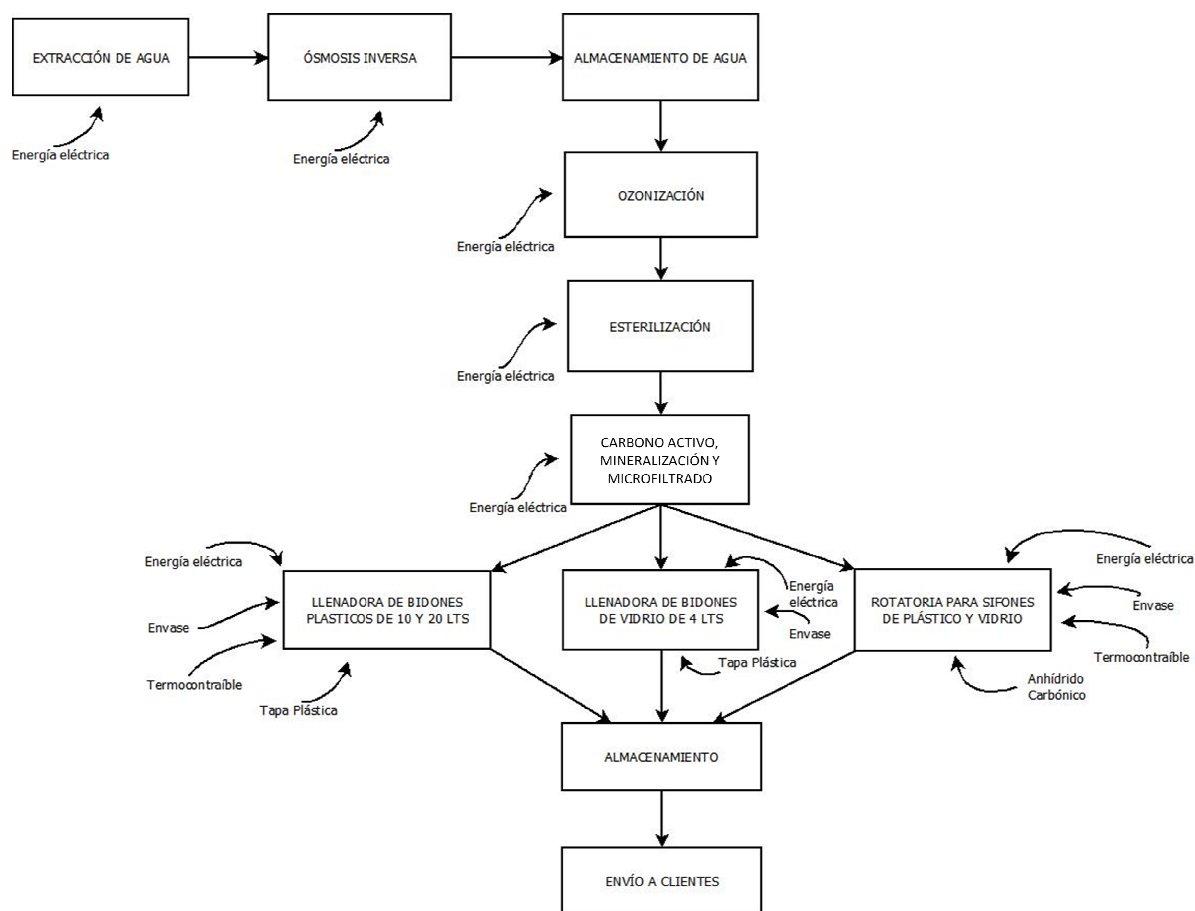 EXTRACCIÓN DE AGUA
ÓSMOSIS INVERSA
ALMACENAMIENTO DE AGUA
Energía eléctrica
Energía eléctrica
OZONIZACIÓN
Energía eléctrica
ESTERILIZACIÓN
Energía eléctrica
CARBONO ACTIVO,
MINERALIZACIÓN Y
MICROFILTRADO
Energía eléctrica
Energía eléctrica
Envase
Termocontraíble
Tapa Plástica
LLENADORA DE BIDONES
PLASTICOS DE 10 Y 20 LTS
LLENADORA DE BIDONES
DE VIDRIO DE 4 LTS
Energía
eléctrica
Envase
Tapa Plástica
ROTATORIA PARA SIFONES
DE PLÁSTICO Y VIDRIO
Energía eléctrica
Envase
Termocontraíble
Anhídrido
Carbónico
ALMACENAMIENTO
ENVÍO A CLIENTES